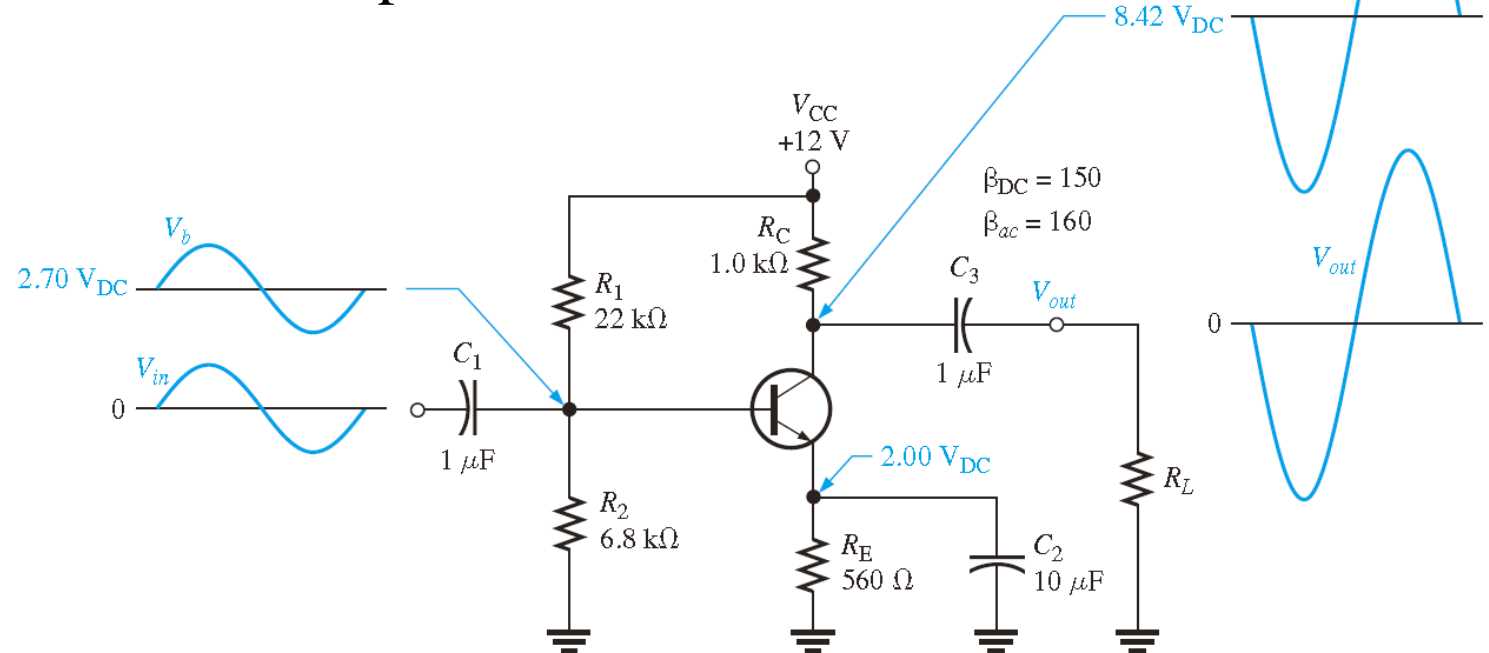 8.42 V_DC
V_CC
+12 V
β_DC = 150
β_ac = 160
R_C
1.0 kΩ
V_b
2.70 V_DC
V_in
0
C_1
1 μF
R_1
22 kΩ
C_3
1 μF
V_out
V_out
0
2.00 V_DC
R_2
6.8 kΩ
R_E
560 Ω
C_2
10 μF
R_L